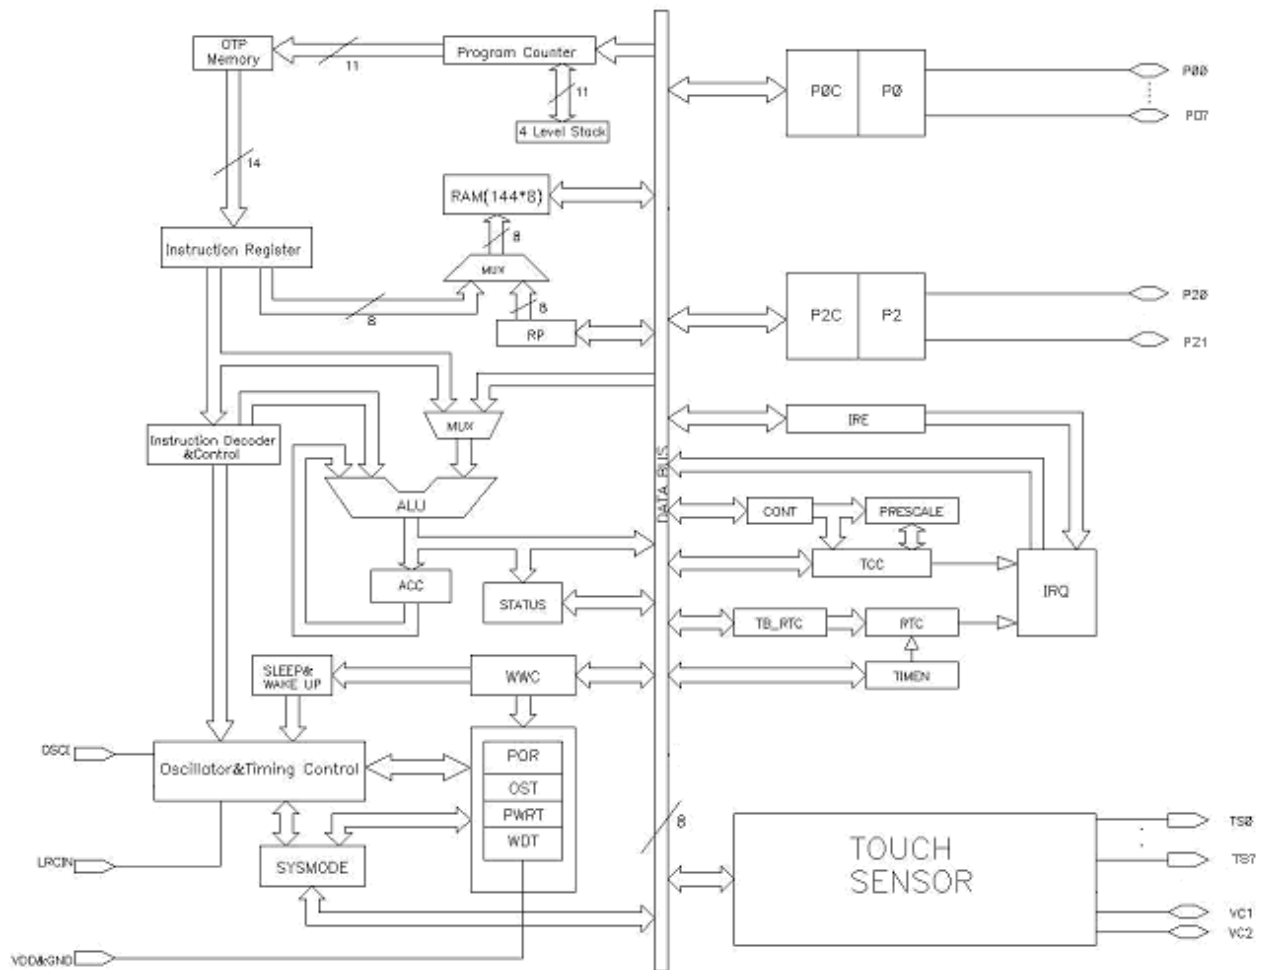 OTP
Memory
11
Program Counter
11
4 Level Stack
14
RAM(144*8)
8
MUX
Instruction Register
8
8
RP
MUX
Instruction Decoder
&Control
ALU
ACC
STATUS
SLEEP&
WAKE UP
WWC
OSCI
Oscillator&Timing Control
POR
OST
PWRT
WDT
LRCIN
SYSMODE
VDD&GND
DATA BUS
8
P0C
P0
P00
P07
P2C
P2
P20
P21
IRE
CONT
PRESCALE
TCC
IRQ
TB_RTC
RTC
TIMEN
TOUCH
SENSOR
TS0
TS7
VC1
VC2